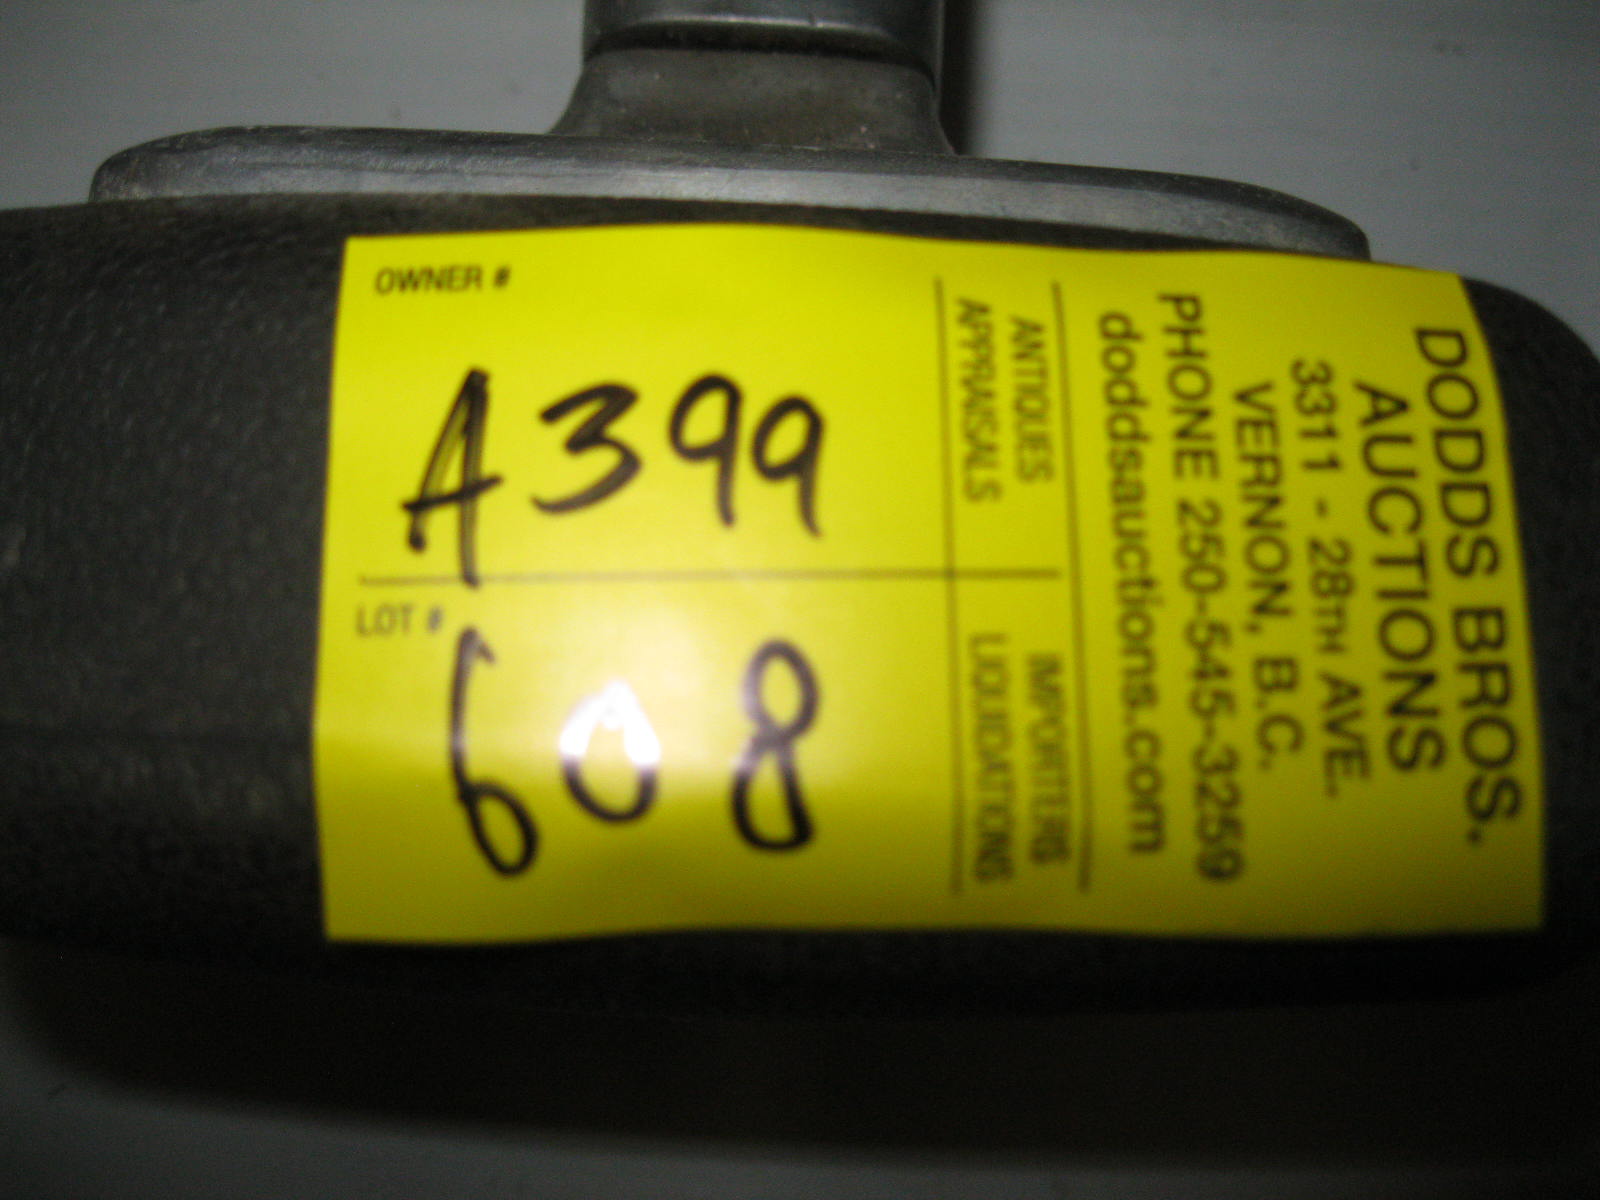 OWNER #
A399
LOT #
608
ANTIQUES
APPRAISALS
IMPORTERS
LIQUIDATIONS
DODDS BROS.
AUCTIONS
3311 - 28TH AVE.
VERNON, B.C.
PHONE 250-545-3259
doddsauctions.com